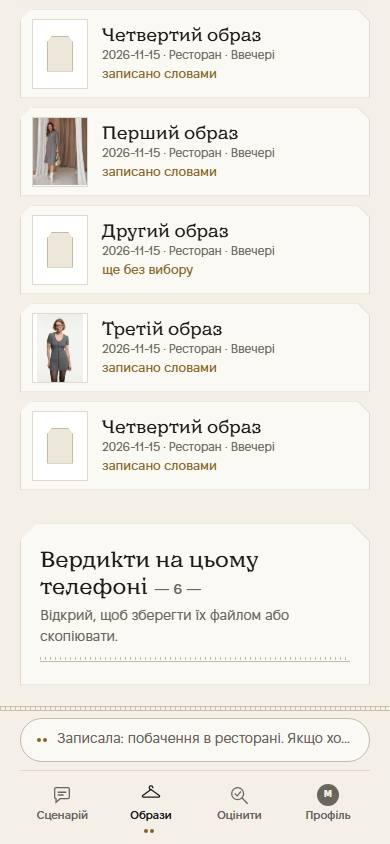 Четвертий образ
2026-11-15 · Ресторан · Ввечері
записано словами
Перший образ
2026-11-15 · Ресторан · Ввечері
записано словами
Другий образ
2026-11-15 · Ресторан · Ввечері
ще без вибору
Третій образ
2026-11-15 · Ресторан · Ввечері
записано словами
Четвертий образ
2026-11-15 · Ресторан · Ввечері
записано словами
Вердикти на цьому
телефоні — 6 —
Відкрий, щоб зберегти їх файлом або
скопіювати.
Записала: побачення в ресторані. Якщо хо...
Сценарій
Образи
Оцінити
М
Профіль